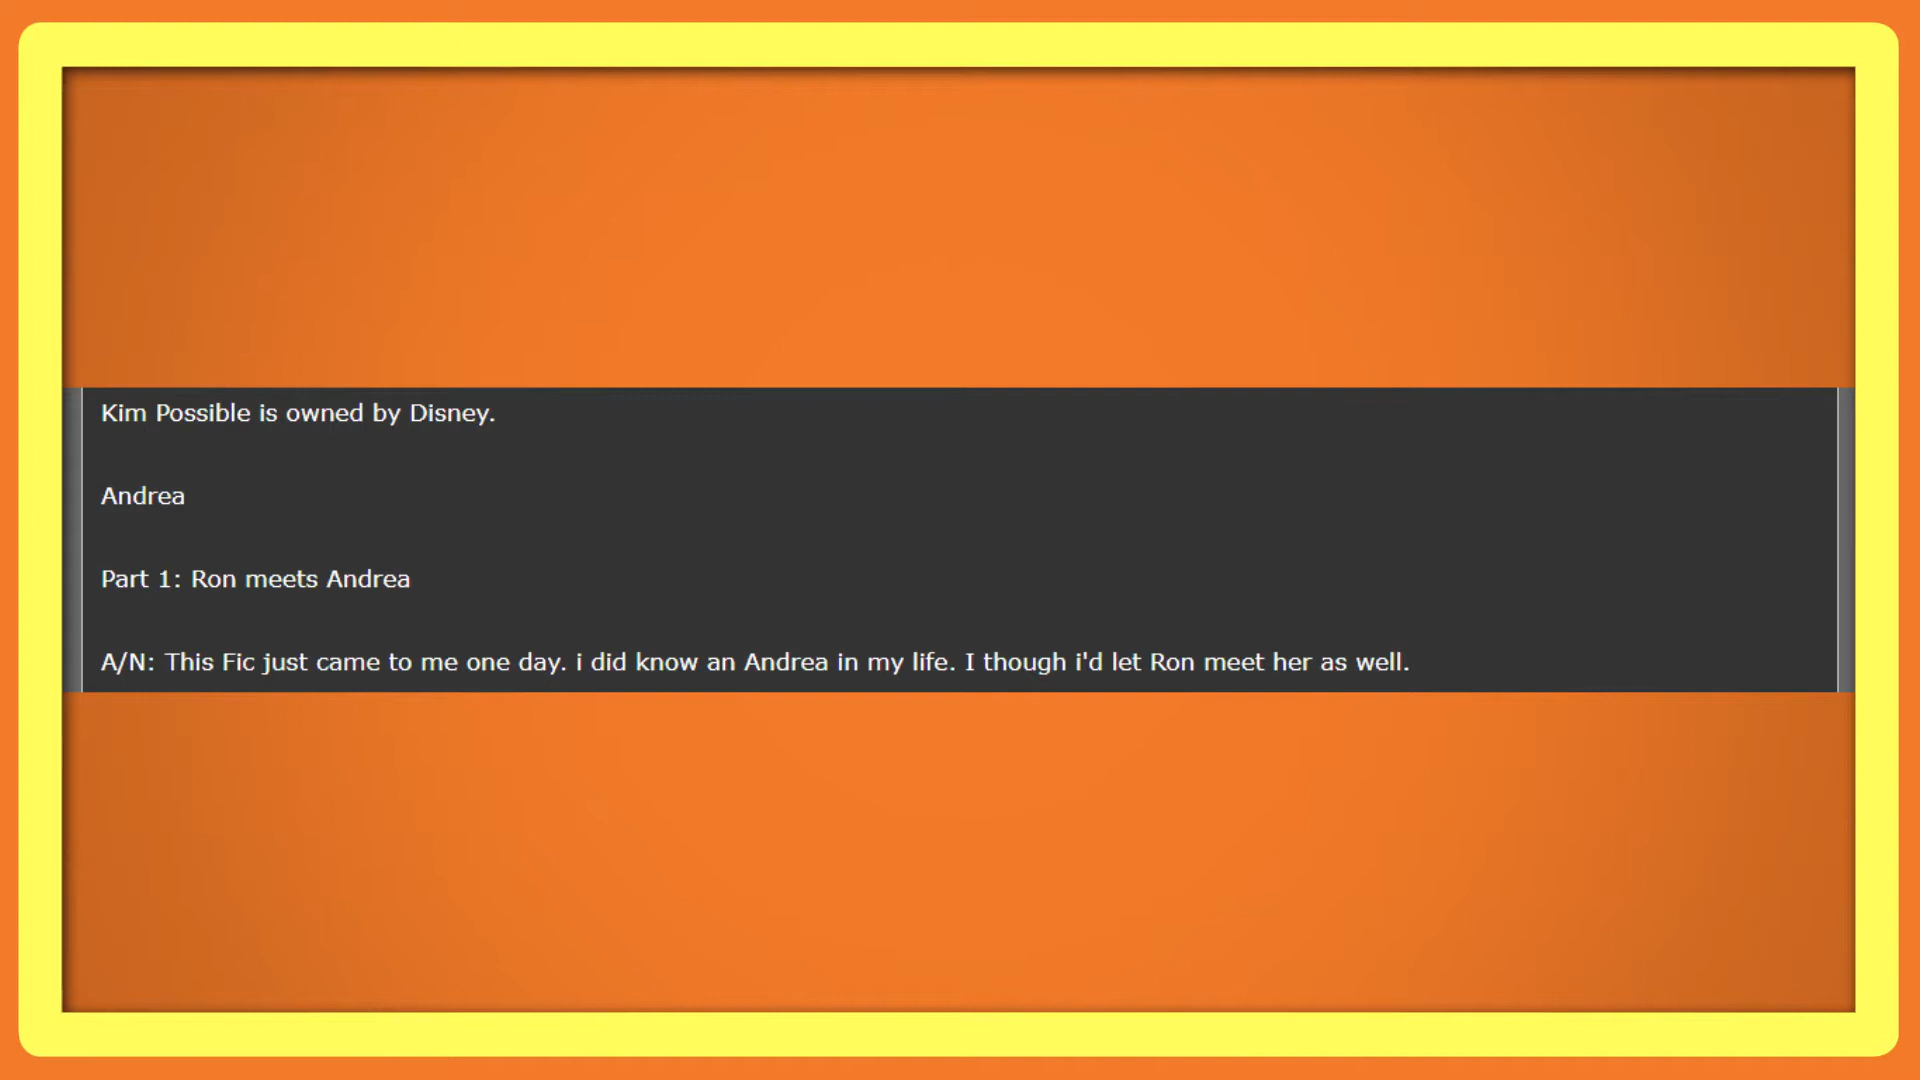 Kim Possible is owned by Disney.
Andrea
Part 1: Ron meets Andrea
A/N: This Fic just came to me one day. i did know an Andrea in my life. I though i'd let Ron meet her as well.